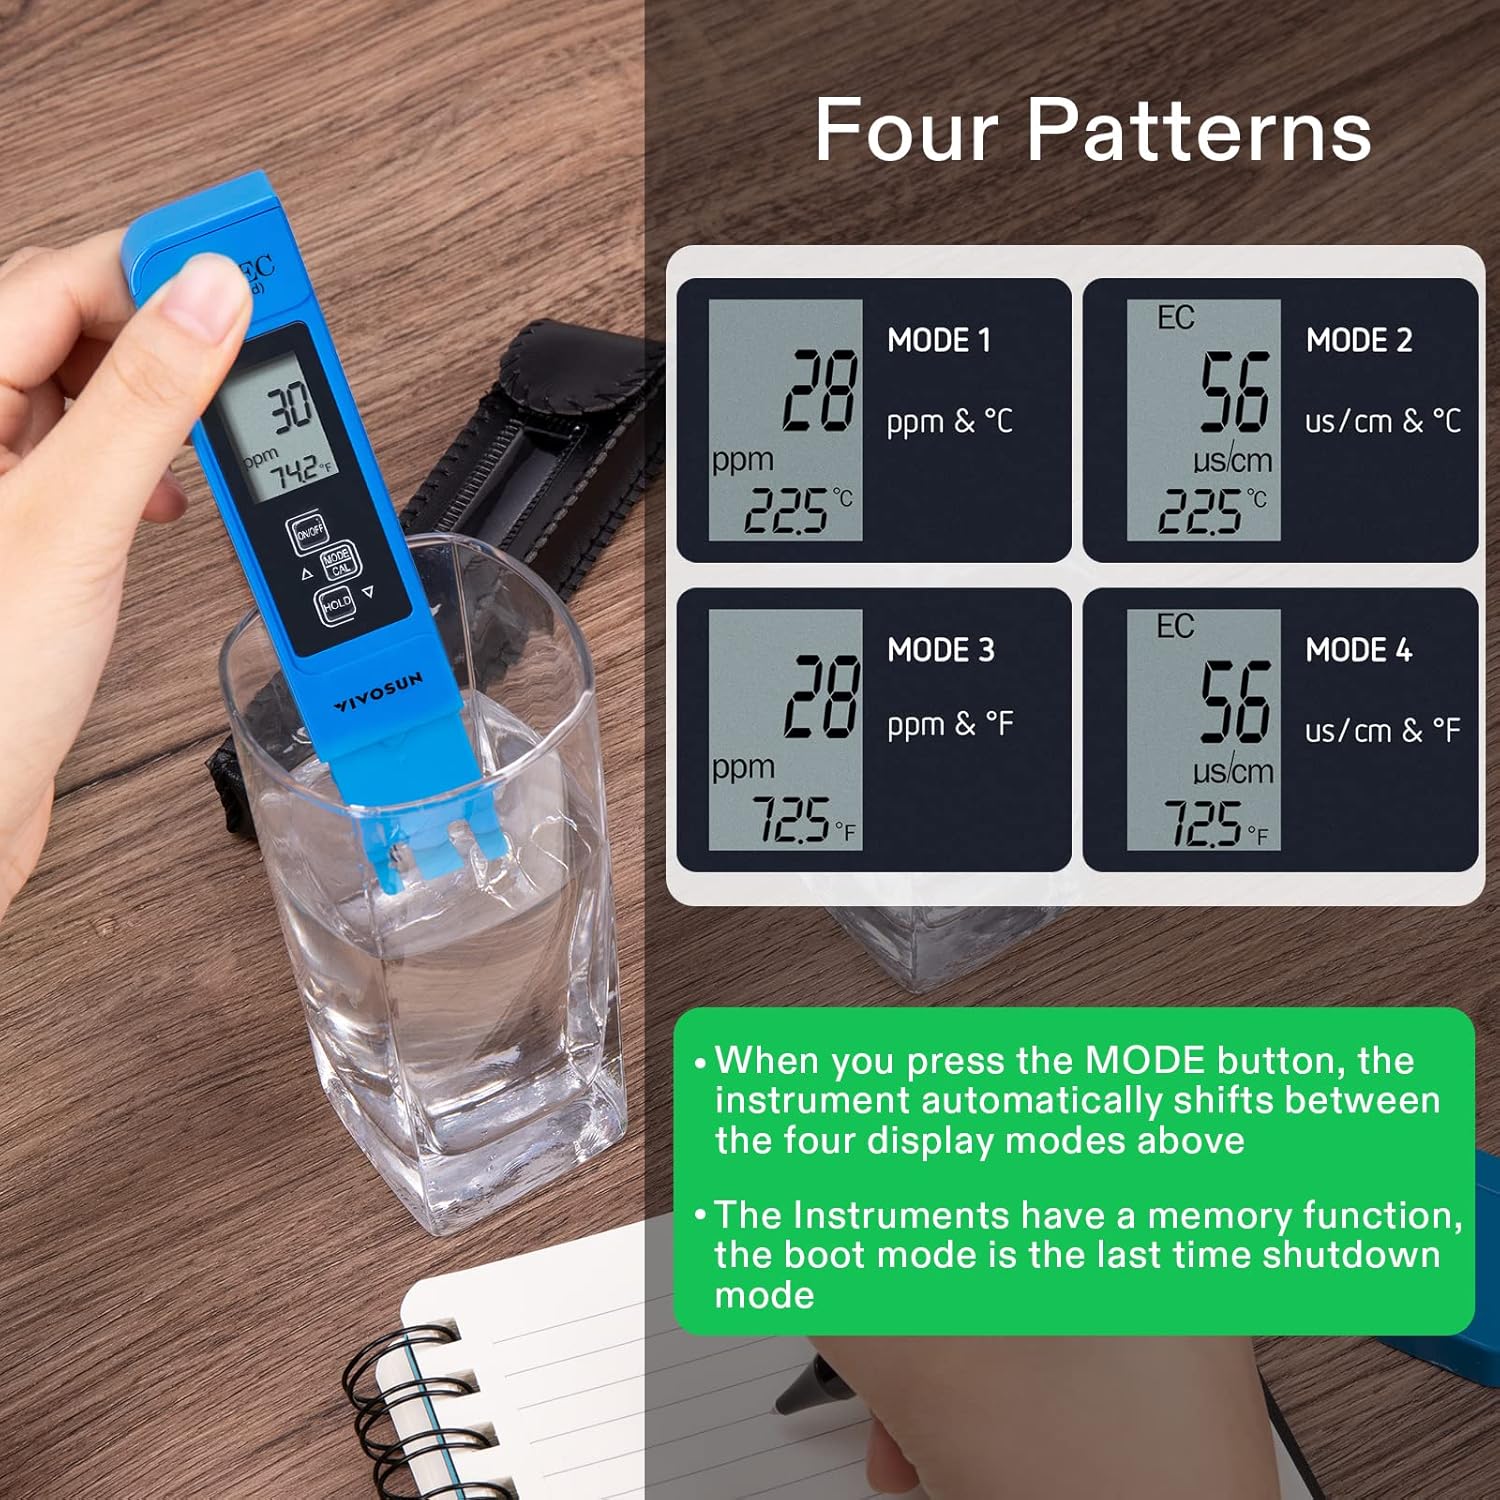 Four Patterns
EC
d)
30
ppm
74.2 °F
ON/OFF
MODE
CAL
HOLD
VIVOSUN
28
ppm
22.5 °C
MODE 1
ppm & °C
EC
56
µs/cm
22.5 °C
MODE 2
us/cm & °C
28
ppm
72.5 °F
MODE 3
ppm & °F
EC
56
µs/cm
72.5 °F
MODE 4
us/cm & °F
• When you press the MODE button, the
instrument automatically shifts between
the four display modes above
• The Instruments have a memory function,
the boot mode is the last time shutdown
mode